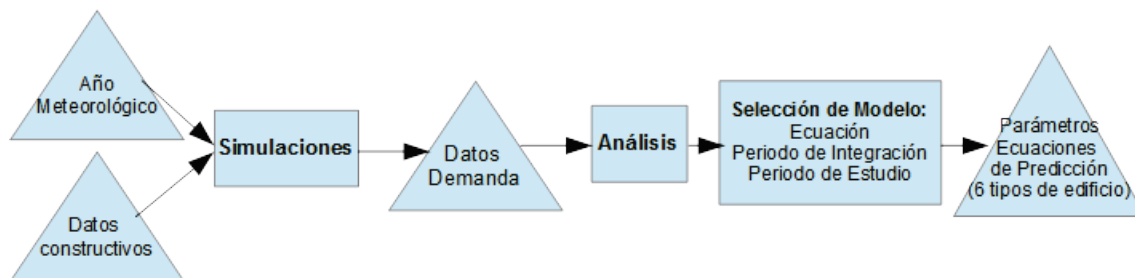 Año
Meteorológico
Datos
constructivos
Simulaciones
Datos
Demanda
Análisis
Selección de Modelo:
Ecuación
Periodo de Integración
Periodo de Estudio
Parámetros
Ecuaciones
de Predicción
(6 tipos de edificio)